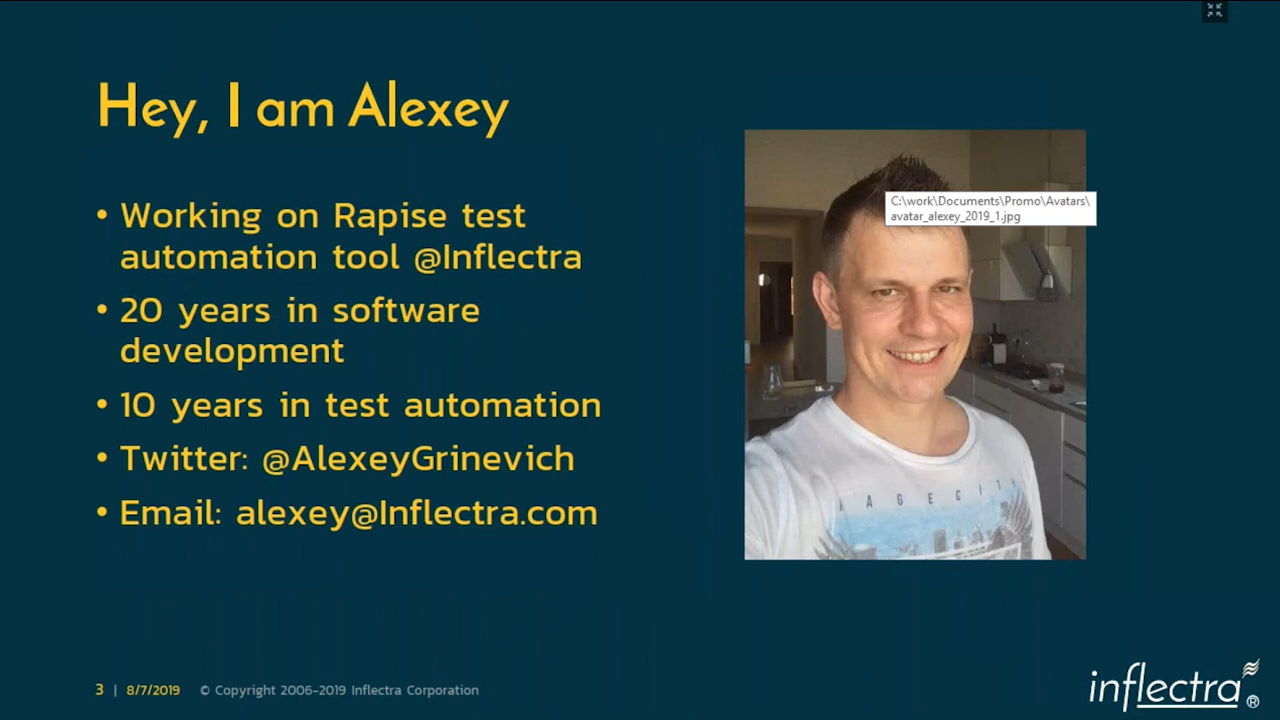 Hey, I am Alexey
• Working on Rapise test
automation tool @Inflectra
• 20 years in software
development
• 10 years in test automation
• Twitter: @AlexeyGrinevich
• Email: alexey@Inflectra.com
C:\work\Documents\Promo\Avatars\
avatar_alexey_2019_1.jpg
AGECITI
3 | 8/7/2019 © Copyright 2006-2019 Inflectra Corporation
inflectra®